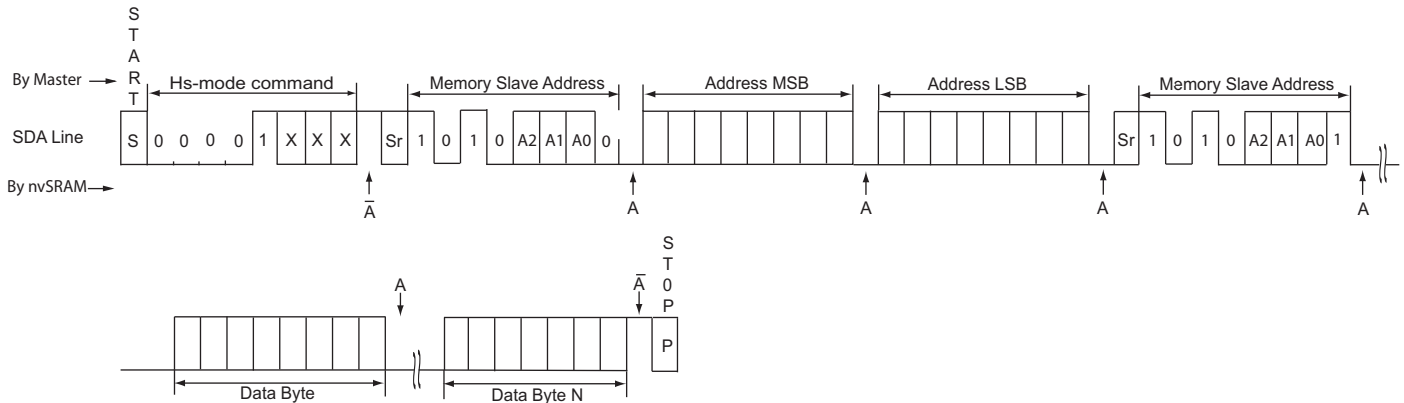 START
By Master
Hs-mode command
Memory Slave Address
Address MSB
Address LSB
Memory Slave Address
SDA Line
S 0 0 0 0 1 X X X Sr 1 0 1 0 A2 A1 A0 0 Sr 1 0 1 0 A2 A1 A0 1
By nvSRAM
A̅ A A A A
A A̅ ST0P
P
Data Byte
Data Byte N